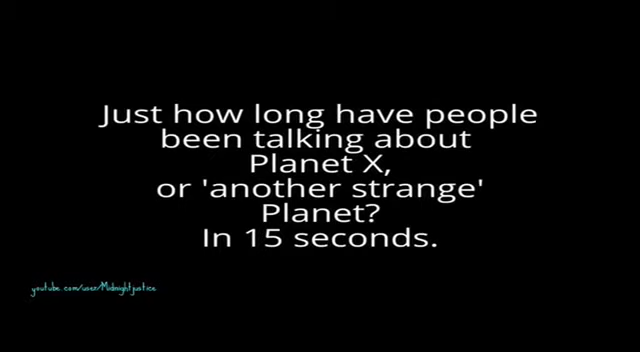 Just how long have people
been talking about
Planet X,
or 'another strange'
Planet?
In 15 seconds.
youtube.com/user/Midnightjustice